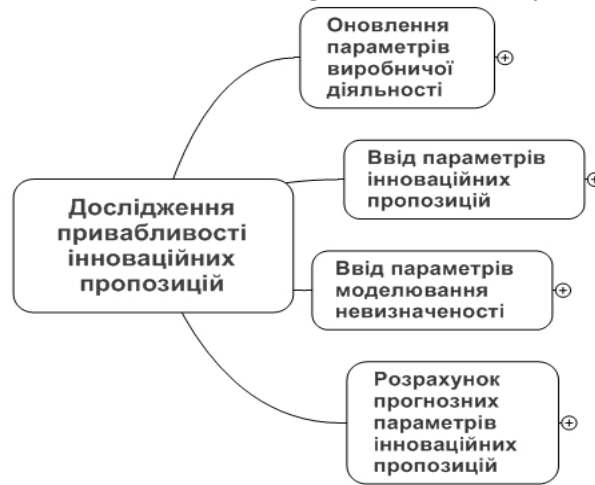 Оновлення
параметрів
виробничої
діяльності
Ввід параметрів
інноваційних
пропозицій
Дослідження
привабливості
інноваційних
пропозицій
Ввід параметрів
моделювання
невизначеності
Розрахунок
прогнозних
параметрів
інноваційних
пропозицій